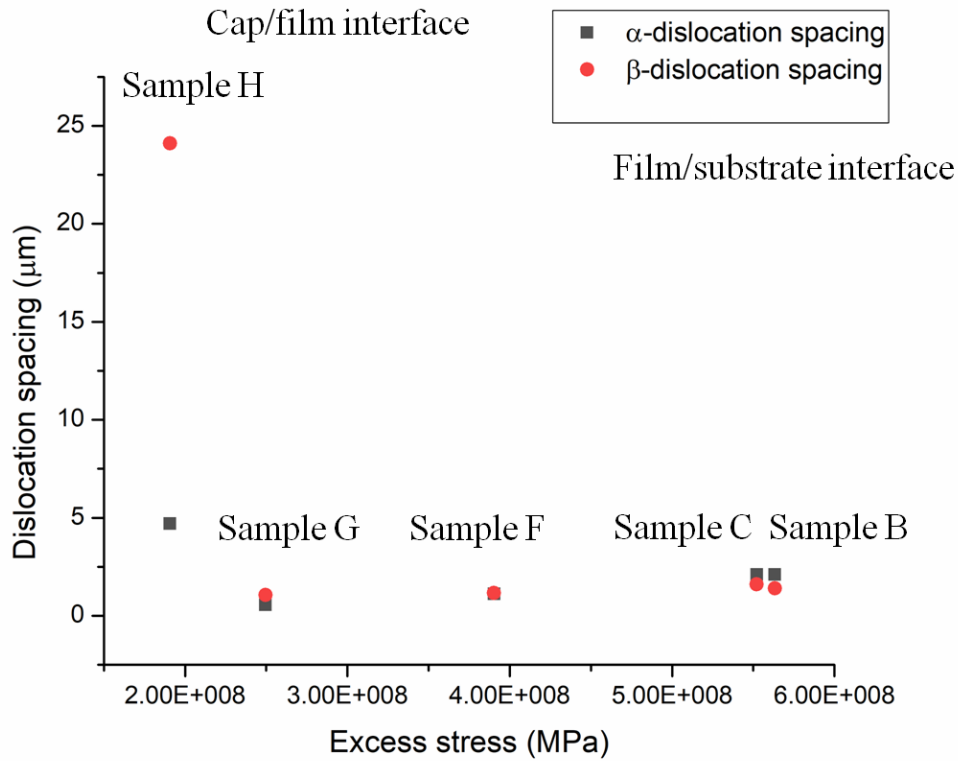 Cap/film interface
α-dislocation spacing
β-dislocation spacing
Sample H
Film/substrate interface
25
20
15
10
5
0
Dislocation spacing (μm)
Sample G
Sample F
Sample C
Sample B
2.00E+008
3.00E+008
4.00E+008
5.00E+008
6.00E+008
Excess stress (MPa)